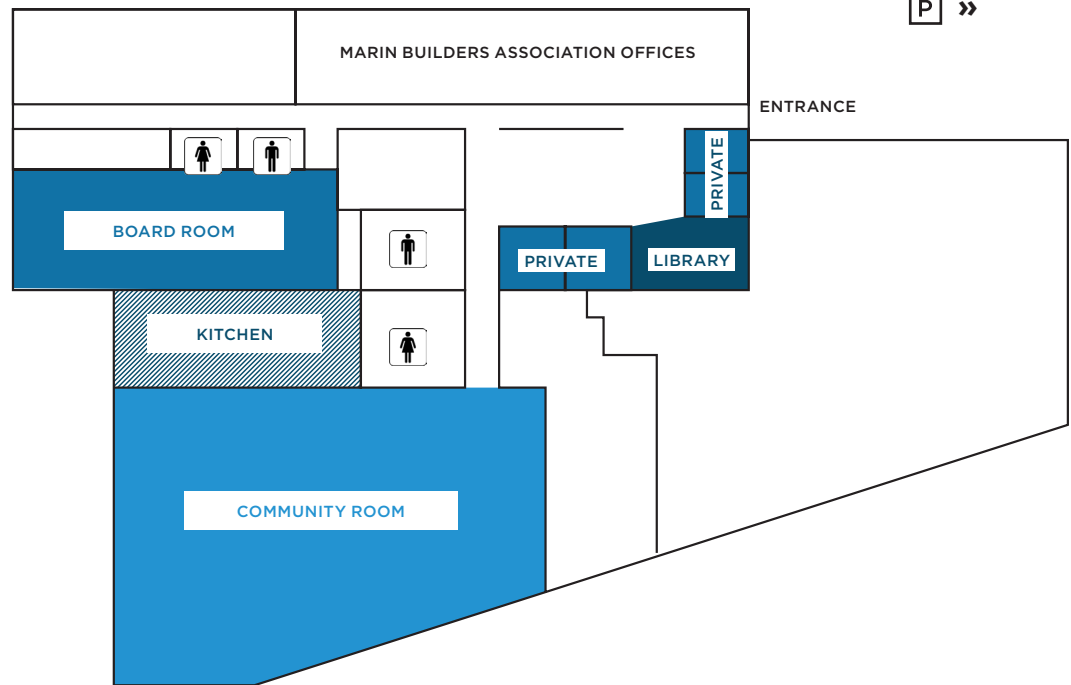 P »
MARIN BUILDERS ASSOCIATION OFFICES
ENTRANCE
PRIVATE
BOARD ROOM
PRIVATE
LIBRARY
KITCHEN
COMMUNITY ROOM